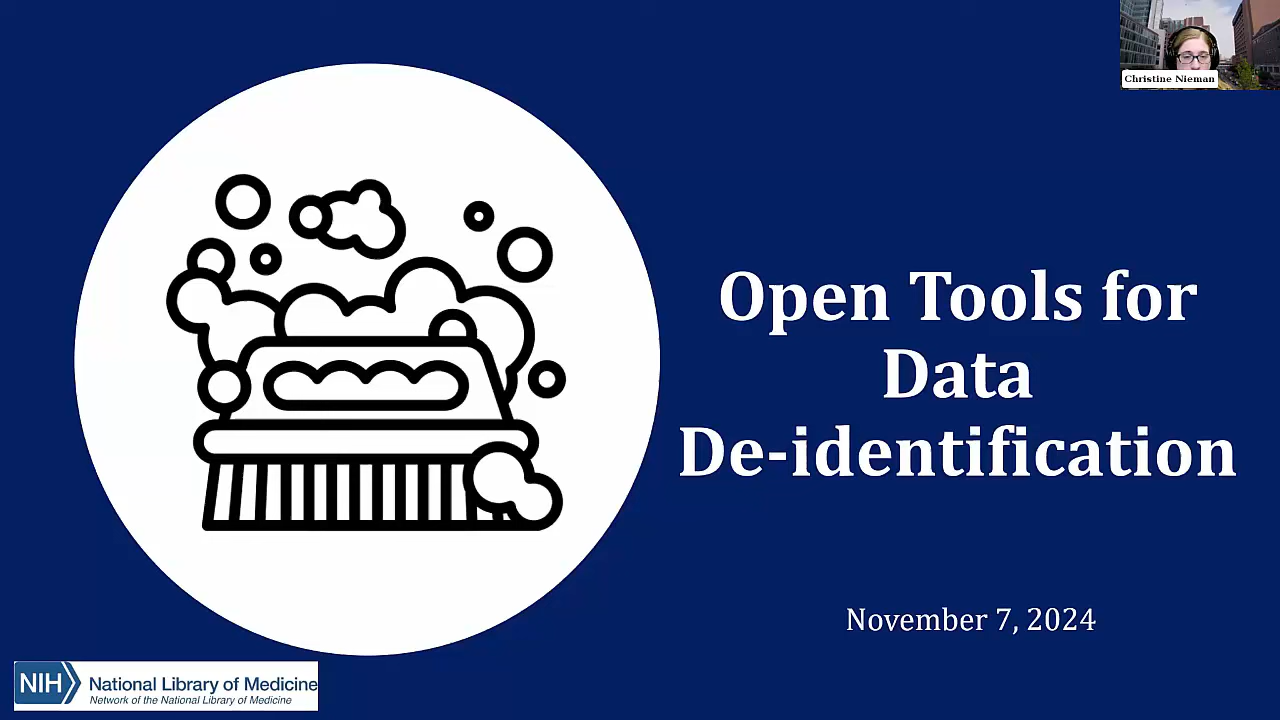 Christine Nieman
Open Tools for
Data
De-identification
November 7, 2024
NIH
National Library of Medicine
Network of the National Library of Medicine